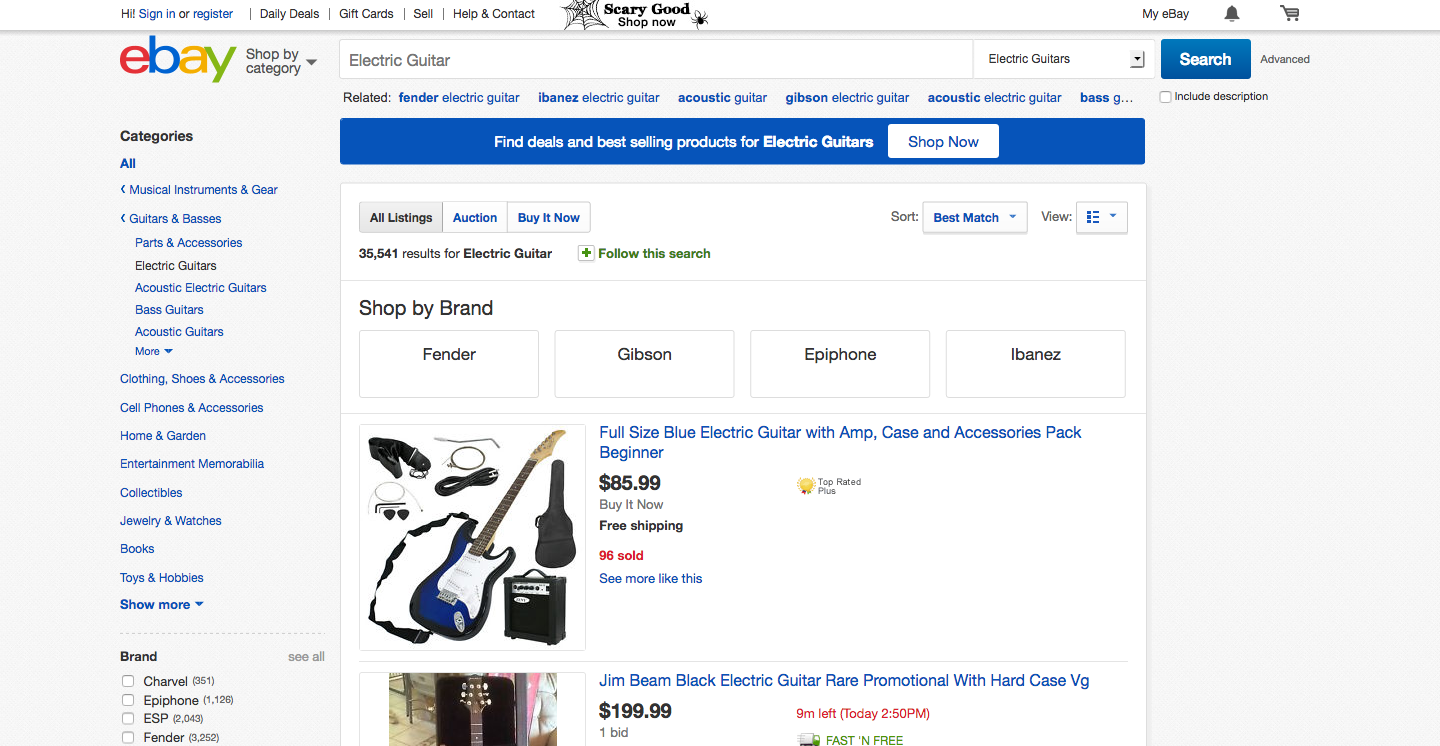 Hi! Sign in or register
Daily Deals
Gift Cards
Sell
Help & Contact
Scary Good
Shop now
My eBay
ebay
Shop by
category
Electric Guitar
Electric Guitars
Search
Advanced
Related: fender electric guitar ibanez electric guitar acoustic guitar gibson electric guitar acoustic electric guitar bass g…
Include description
Find deals and best selling products for Electric Guitars Shop Now
Categories
All
Musical Instruments & Gear
Guitars & Basses
Parts & Accessories
Electric Guitars
Acoustic Electric Guitars
Bass Guitars
Acoustic Guitars
More
Clothing, Shoes & Accessories
Cell Phones & Accessories
Home & Garden
Entertainment Memorabilia
Collectibles
Jewelry & Watches
Books
Toys & Hobbies
Show more
Brand see all
Charvel (351)
Epiphone (1,126)
ESP (2,043)
Fender (3,252)
All Listings Auction Buy It Now
Sort: Best Match View:
35,541 results for Electric Guitar Follow this search
Shop by Brand
Fender Gibson Epiphone Ibanez
Full Size Blue Electric Guitar with Amp, Case and Accessories Pack
Beginner
$85.99
Buy It Now
Free shipping
Top Rated
Plus
96 sold
See more like this
Jim Beam Black Electric Guitar Rare Promotional With Hard Case Vg
$199.99
1 bid
9m left (Today 2:50PM)
FAST 'N FREE